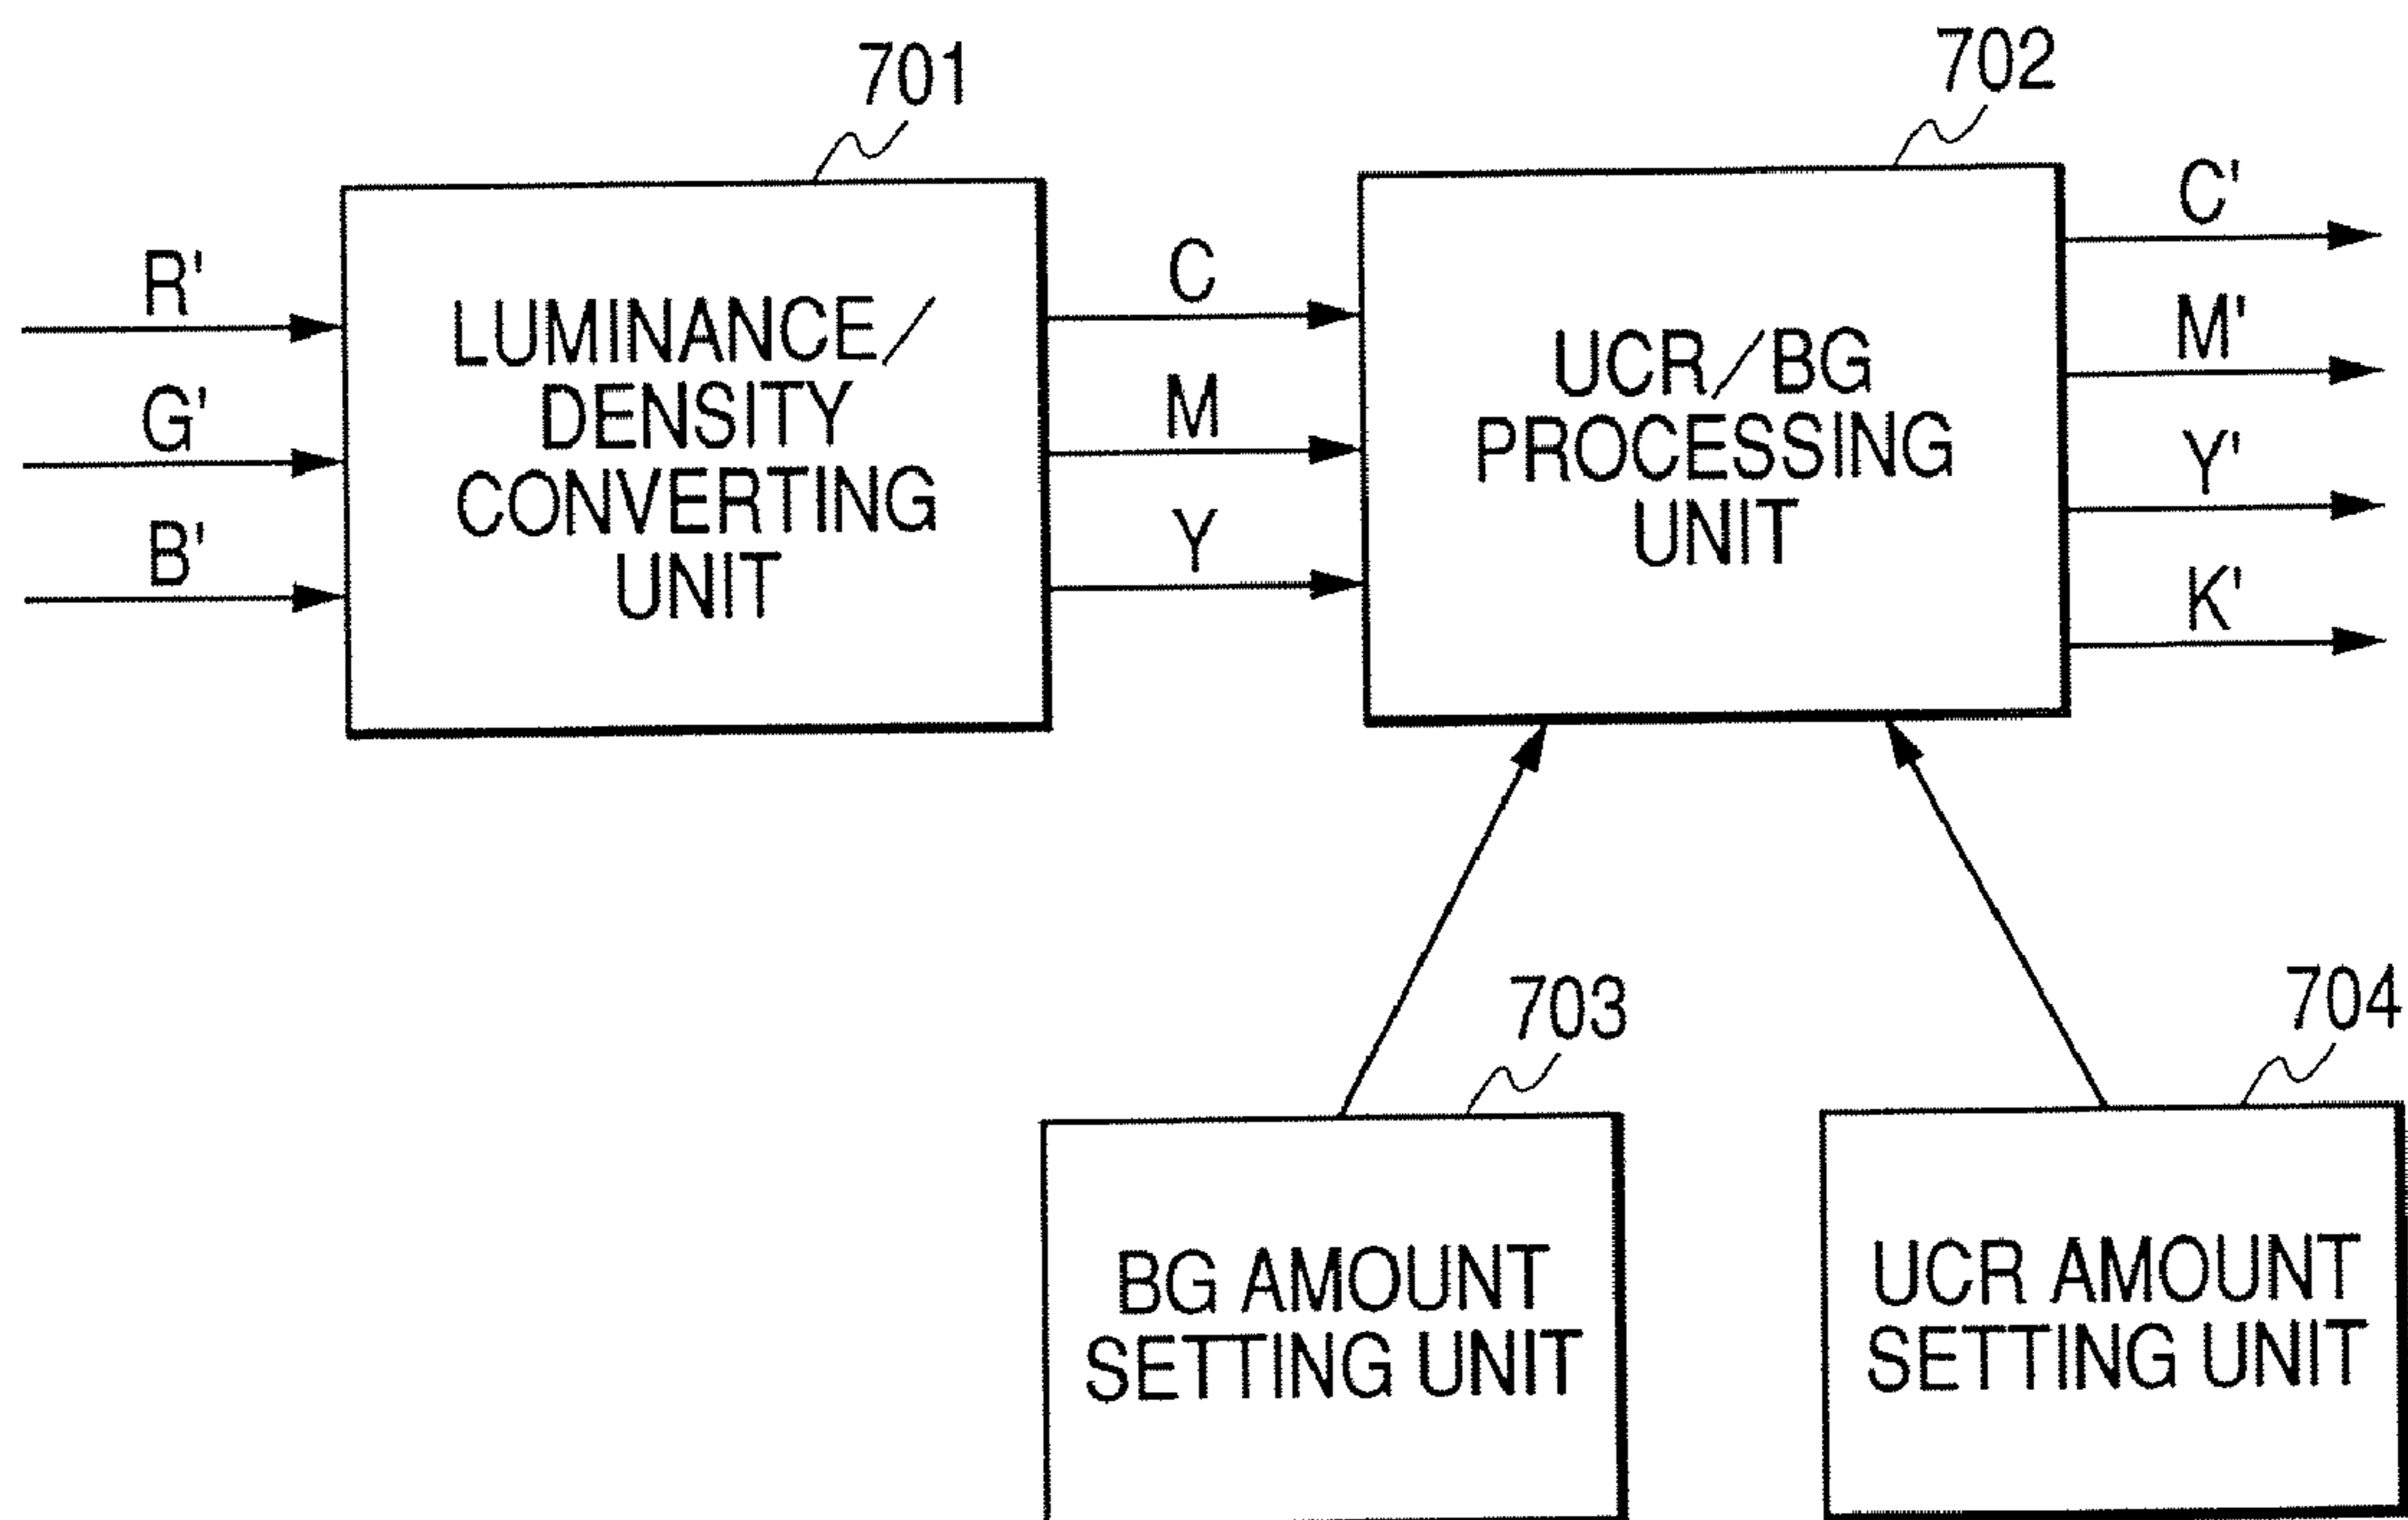 701
702
R'
G'
B'
LUMINANCE/
DENSITY
CONVERTING
UNIT
C
M
Y
UCR/BG
PROCESSING
UNIT
C'
M'
Y'
K'
703
704
BG AMOUNT
SETTING UNIT
UCR AMOUNT
SETTING UNIT